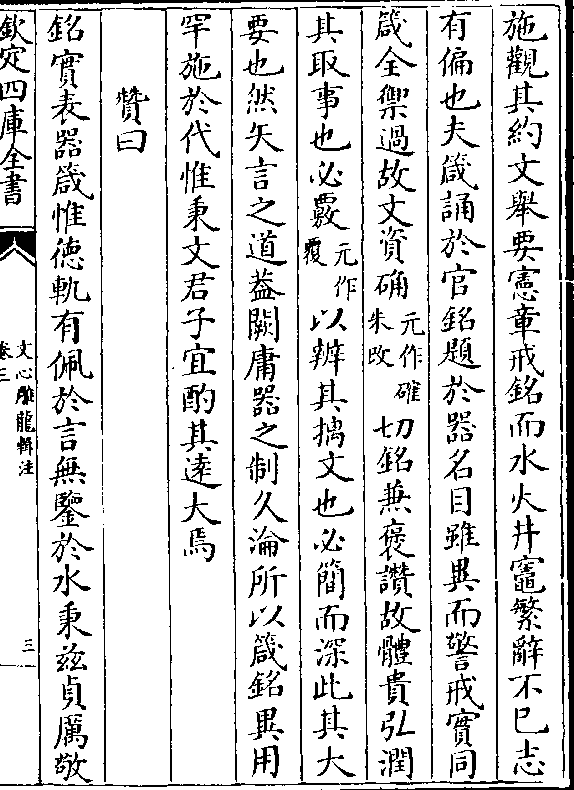 施觀其約文舉要憲章戒銘而水火井竈繁辭不已志
有偏也夫箴誦於官銘題於器名目雖異而警戒實同
箴全禦過故文資确元作確朱改切銘兼褒讚故體貴弘潤
其取事也必覈元作覆以辨其摛文也必簡而深此其大
要也然矢言之道蓋闕庸器之制久淪所以箴銘異用
罕施於代惟秉文君子宜酌其逺大焉
贊曰
銘實表器箴惟德軌有佩於言無鑒於水秉兹貞厲敬
欽定四庫全書
文心雕龍輯注
卷三
三